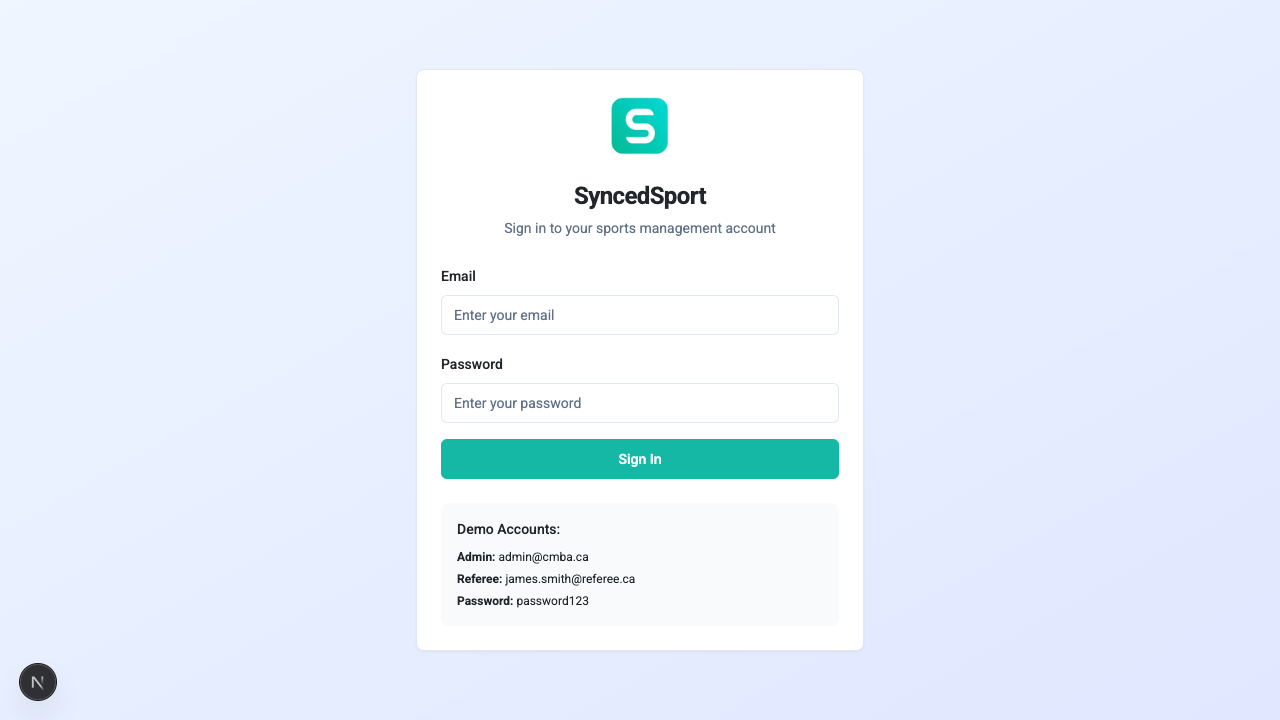 S
SyncedSport
Sign in to your sports management account
Email
Enter your email
Password
Enter your password
Sign In
Demo Accounts:
Admin: admin@cmba.ca
Referee: james.smith@referee.ca
Password: password123
N